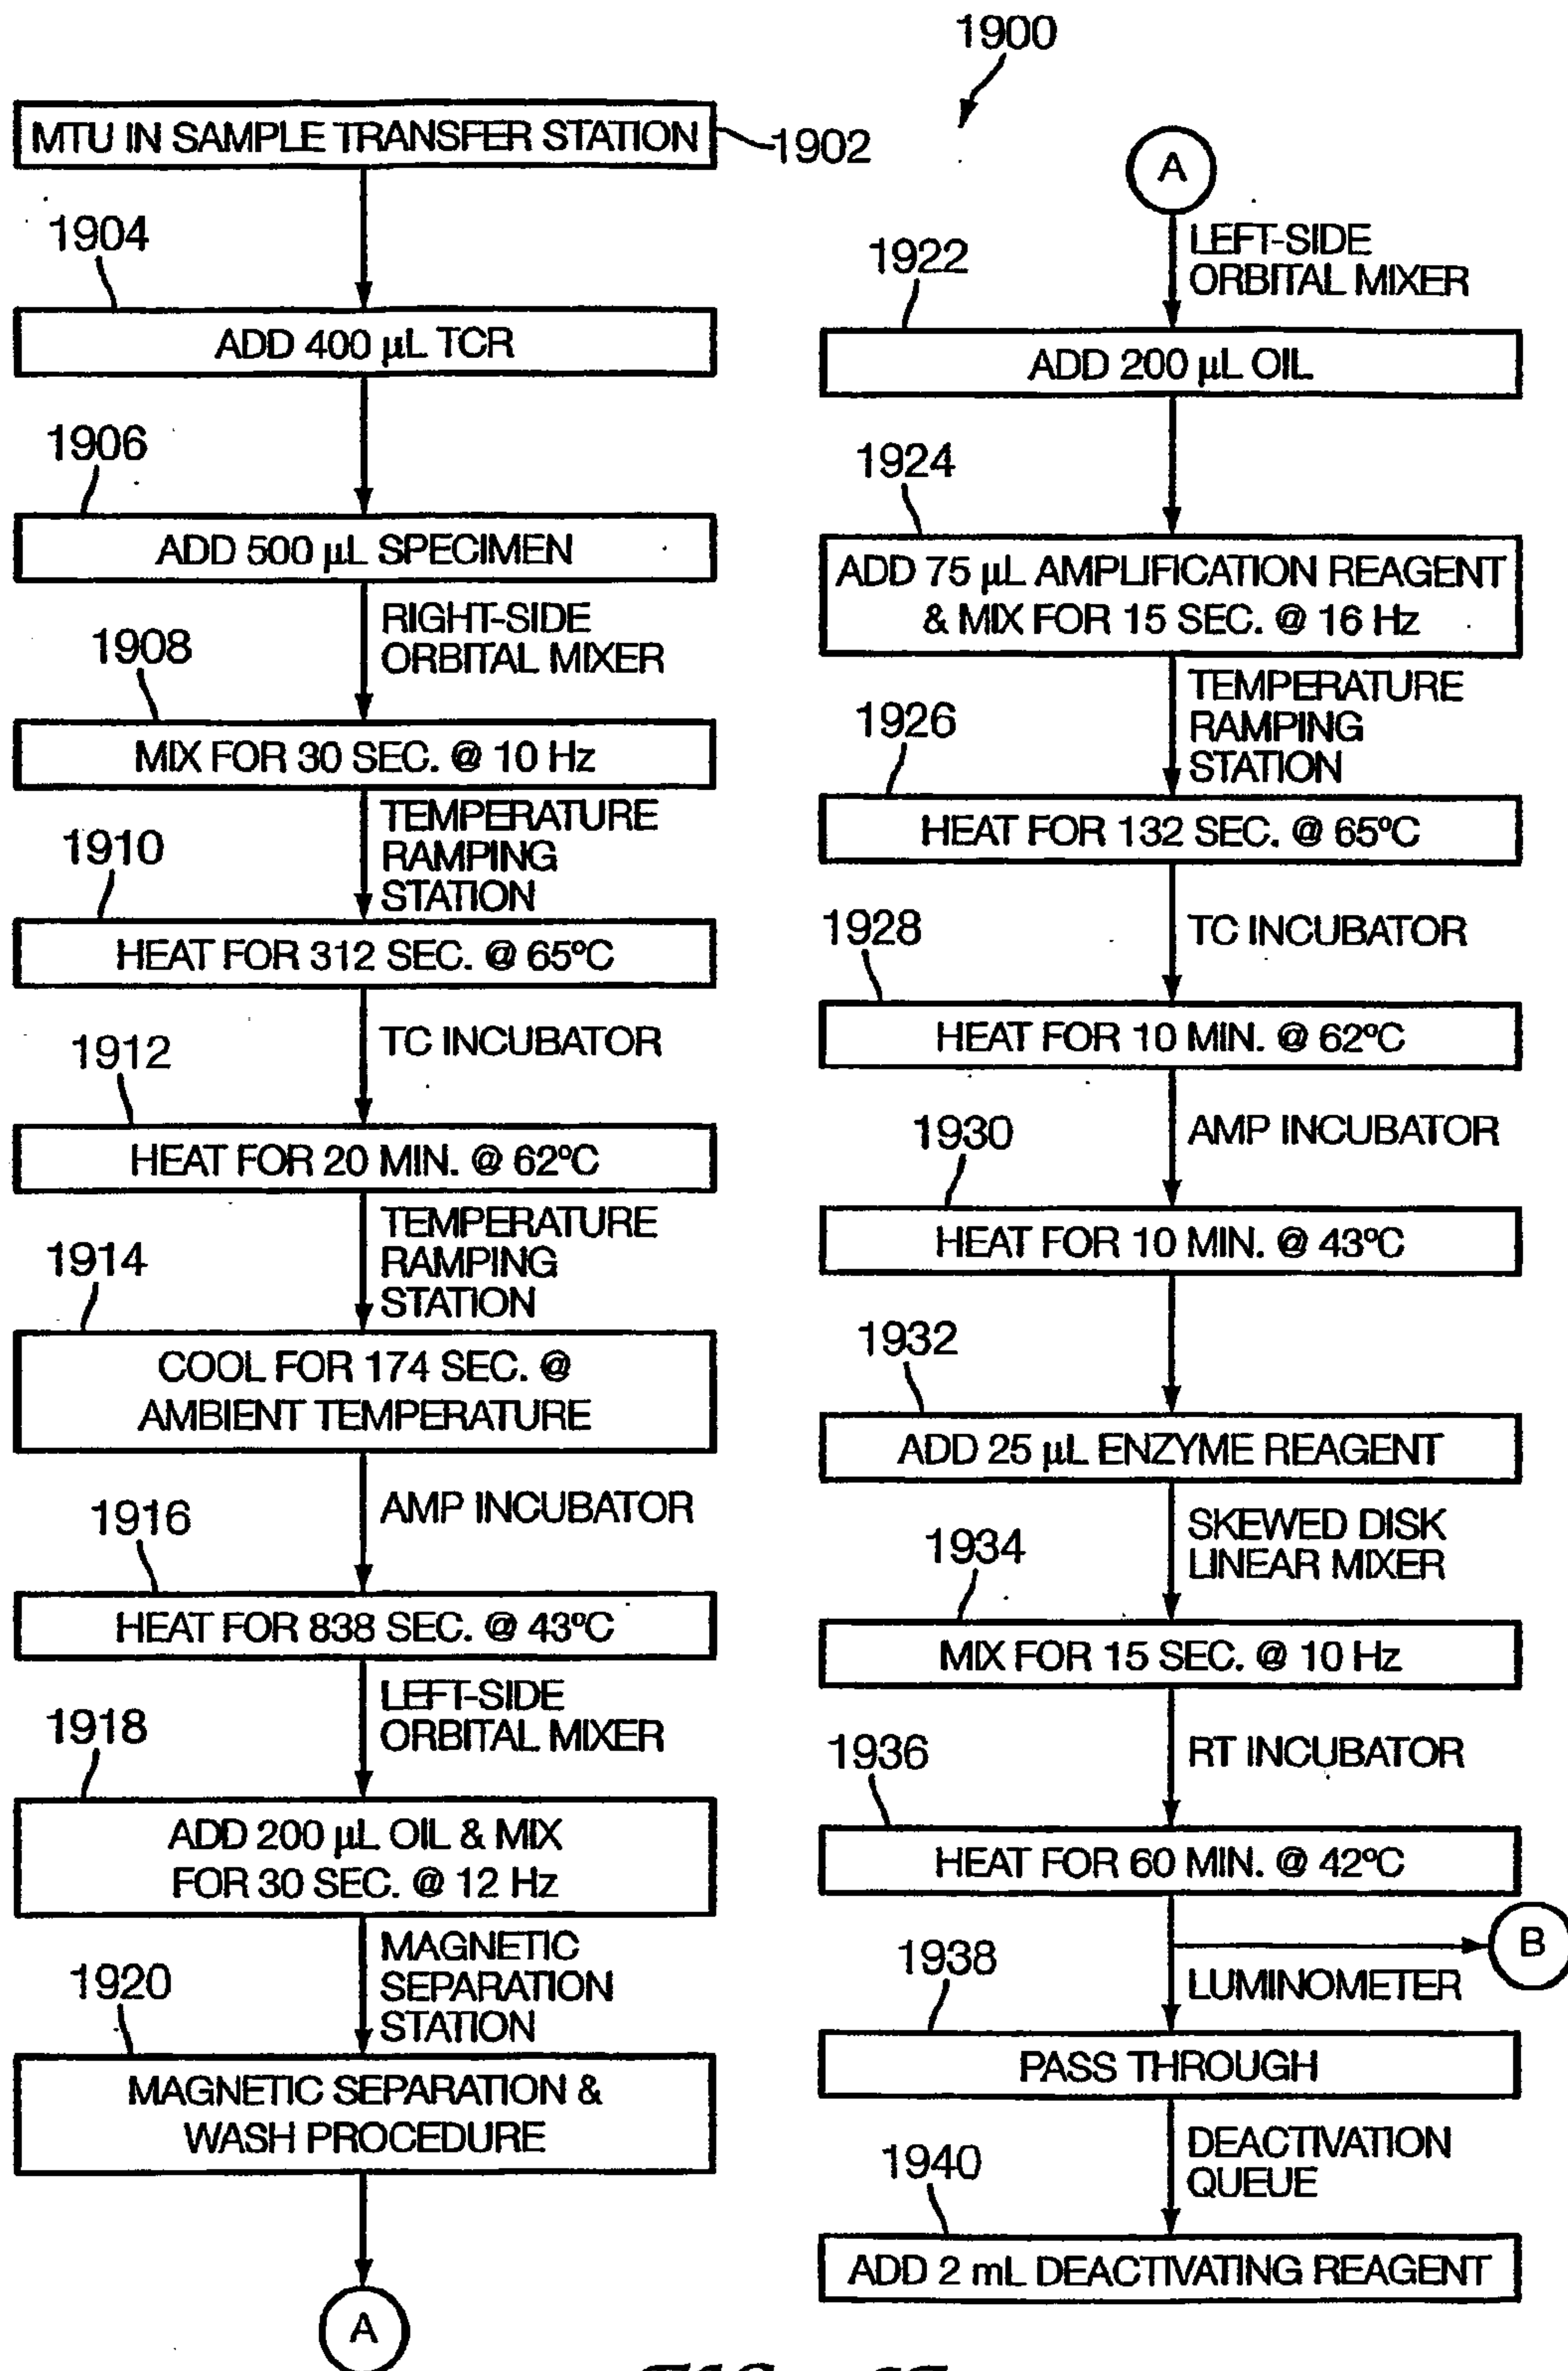 1900
MTU IN SAMPLE TRANSFER STATION
1902
1904
ADD 400 µL TCR
1906
ADD 500 µL SPECIMEN
RIGHT-SIDE
ORBITAL MIXER
1908
MIX FOR 30 SEC. @ 10 Hz
TEMPERATURE
RAMPING
STATION
1910
HEAT FOR 312 SEC. @ 65ºC
TC INCUBATOR
1912
HEAT FOR 20 MIN. @ 62ºC
TEMPERATURE
RAMPING
STATION
1914
COOL FOR 174 SEC. @
AMBIENT TEMPERATURE
AMP INCUBATOR
1916
HEAT FOR 838 SEC. @ 43ºC
LEFT-SIDE
ORBITAL MIXER
1918
ADD 200 µL OIL & MIX
FOR 30 SEC. @ 12 Hz
MAGNETIC
SEPARATION
STATION
1920
MAGNETIC SEPARATION &
WASH PROCEDURE
A
A
LEFT-SIDE
ORBITAL MIXER
1922
ADD 200 µL OIL
1924
ADD 75 µL AMPLIFICATION REAGENT
& MIX FOR 15 SEC. @ 16 Hz
TEMPERATURE
RAMPING
STATION
1926
HEAT FOR 132 SEC. @ 65ºC
TC INCUBATOR
1928
HEAT FOR 10 MIN. @ 62ºC
AMP INCUBATOR
1930
HEAT FOR 10 MIN. @ 43ºC
1932
ADD 25 µL ENZYME REAGENT
SKEWED DISK
LINEAR MIXER
1934
MIX FOR 15 SEC. @ 10 Hz
RT INCUBATOR
1936
HEAT FOR 60 MIN. @ 42ºC
B
LUMINOMETER
1938
PASS THROUGH
DEACTIVATION
QUEUE
1940
ADD 2 mL DEACTIVATING REAGENT